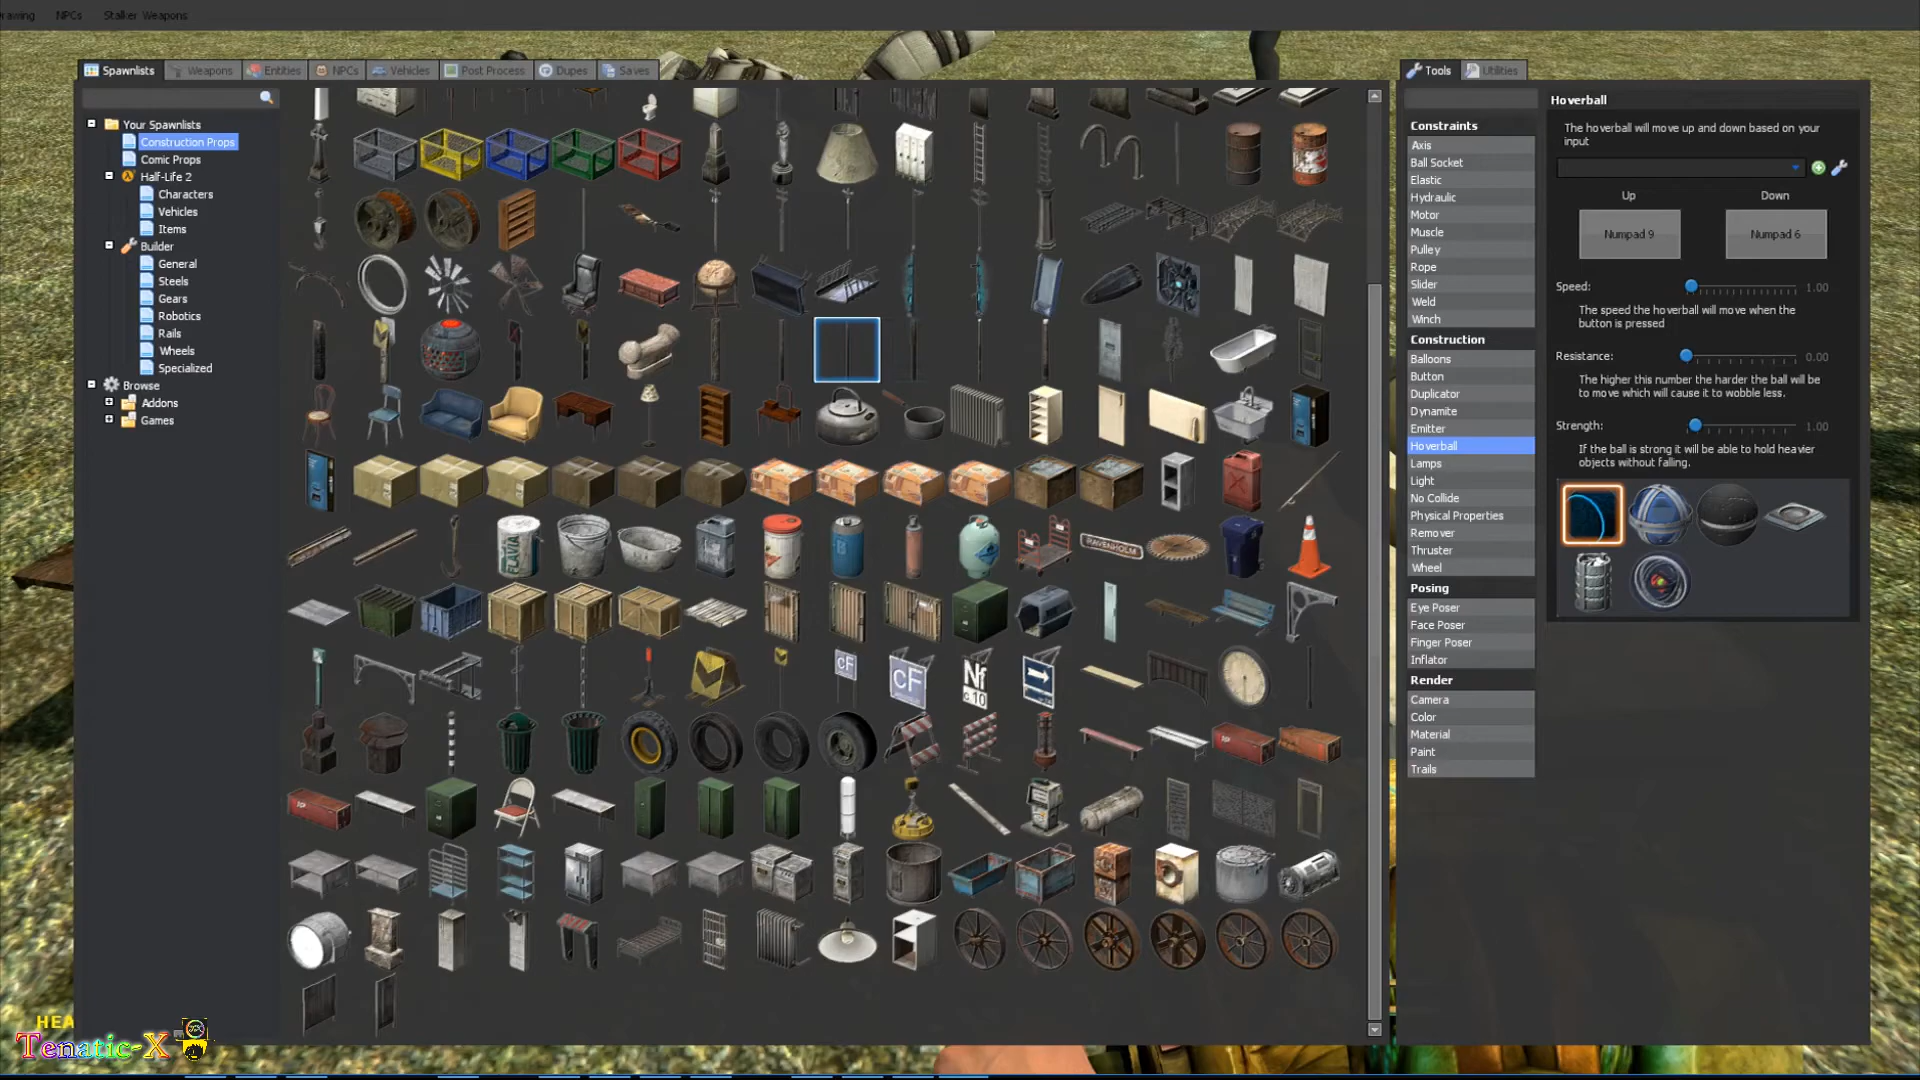 rawing NPCs Stalker Weapons
Spawnlists Weapons Entities NPCs Vehicles Post Process Dupes Saves
Your Spawnlists
Construction Props
Comic Props
Half-Life 2
Characters
Vehicles
Items
Builder
General
Steels
Gears
Robotics
Rails
Wheels
Specialized
Browse
Addons
Games
FLAVIA
RAVENHOLM
cF
cF
Nf
c.10
HEA
Tenatic-X
Tools Utilities
Constraints
Axis
Ball Socket
Elastic
Hydraulic
Motor
Muscle
Pulley
Rope
Slider
Weld
Winch
Construction
Balloons
Button
Duplicator
Dynamite
Emitter
Hoverball
Lamps
Light
No Collide
Physical Properties
Remover
Thruster
Wheel
Posing
Eye Poser
Face Poser
Finger Poser
Inflator
Render
Camera
Color
Material
Paint
Trails
Hoverball
The hoverball will move up and down based on your
input
Up Down
Numpad 9 Numpad 6
Speed: 1.00
The speed the hoverball will move when the
button is pressed
Resistance: 0.00
The higher this number the harder the ball will be
to move which will cause it to wobble less.
Strength: 1.00
If the ball is strong it will be able to hold heavier
objects without falling.